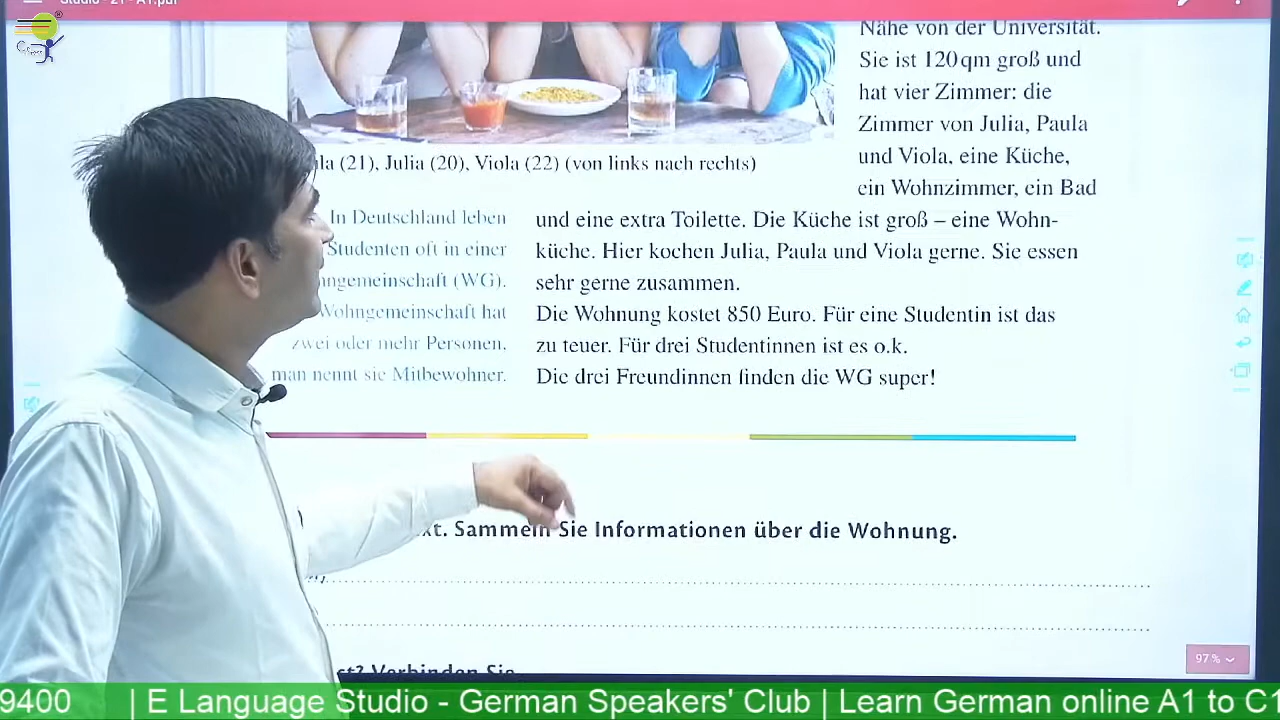 Studio - 21 - A1.pdf
Nähe von der Universität.
Sie ist 120 qm groß und
hat vier Zimmer: die
Zimmer von Julia, Paula
und Viola, eine Küche,
ein Wohnzimmer, ein Bad
und eine extra Toilette. Die Küche ist groß – eine Wohn-
küche. Hier kochen Julia, Paula und Viola gerne. Sie essen
sehr gerne zusammen.
Die Wohnung kostet 850 Euro. Für eine Studentin ist das
zu teuer. Für drei Studentinnen ist es o.k.
Die drei Freundinnen finden die WG super!
la (21), Julia (20), Viola (22) (von links nach rechts)
In Deutschland leben
Studenten oft in einer
ngemeinschaft (WG).
Wohngemeinschaft hat
zwei oder mehr Personen,
man nennt sie Mitbewohner.
xt. Sammeln Sie Informationen über die Wohnung.
st? Verbinden Sie
97 %
9400 | E Language Studio - German Speakers' Club | Learn German online A1 to C1